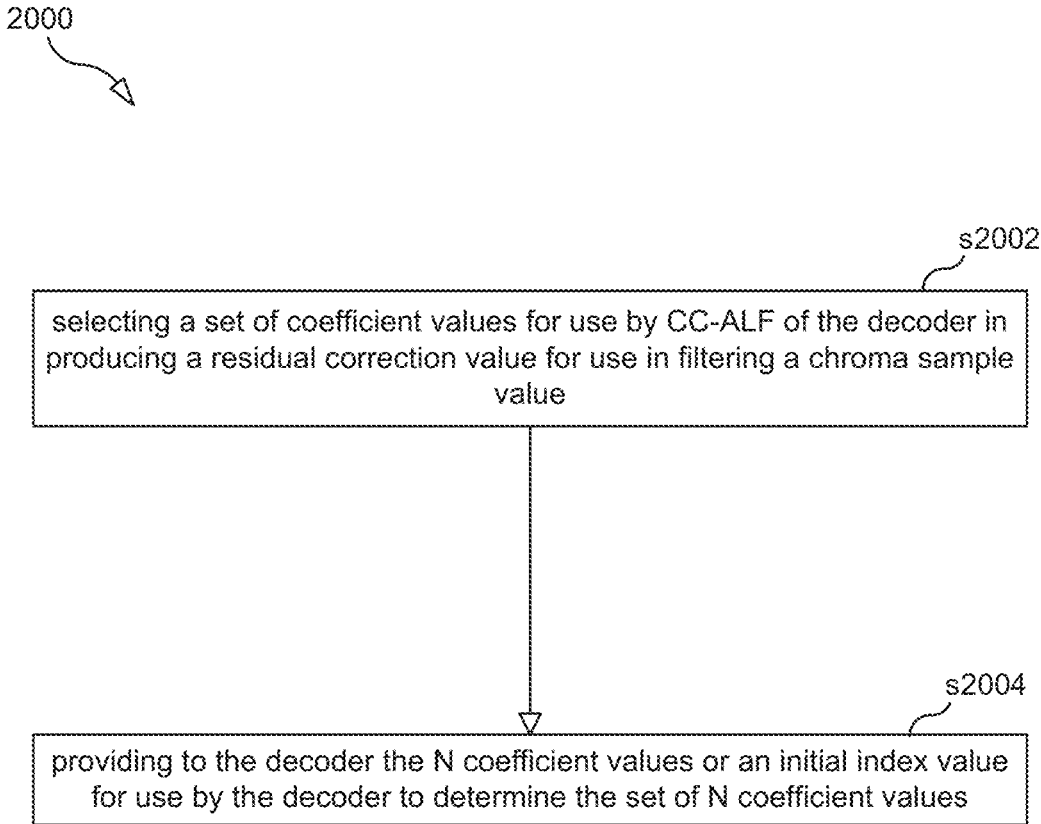 2000
s2002
selecting a set of coefficient values for use by CC-ALF of the decoder in
producing a residual correction value for use in filtering a chroma sample
value
s2004
providing to the decoder the N coefficient values or an initial index value
for use by the decoder to determine the set of N coefficient values